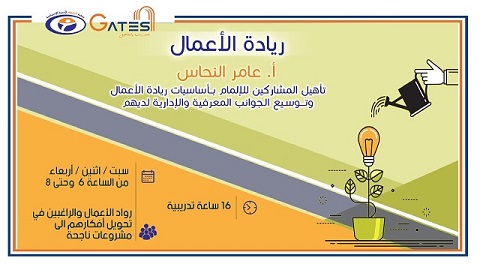 GATES
ريادة الأعمال
أ. عامر النحاس
تأهيل المشاركين للإلمام بأساسيات ريادة الأعمال
وتوسيع الجوانب المعرفية والإدارية لديهم
سبت / اثنين / أربعاء
من الساعة 6 وحتى 8
16 ساعة تدريبية
رواد الأعمال والراغبين في
تحويل أفكارهم الى
مشروعات ناجحة